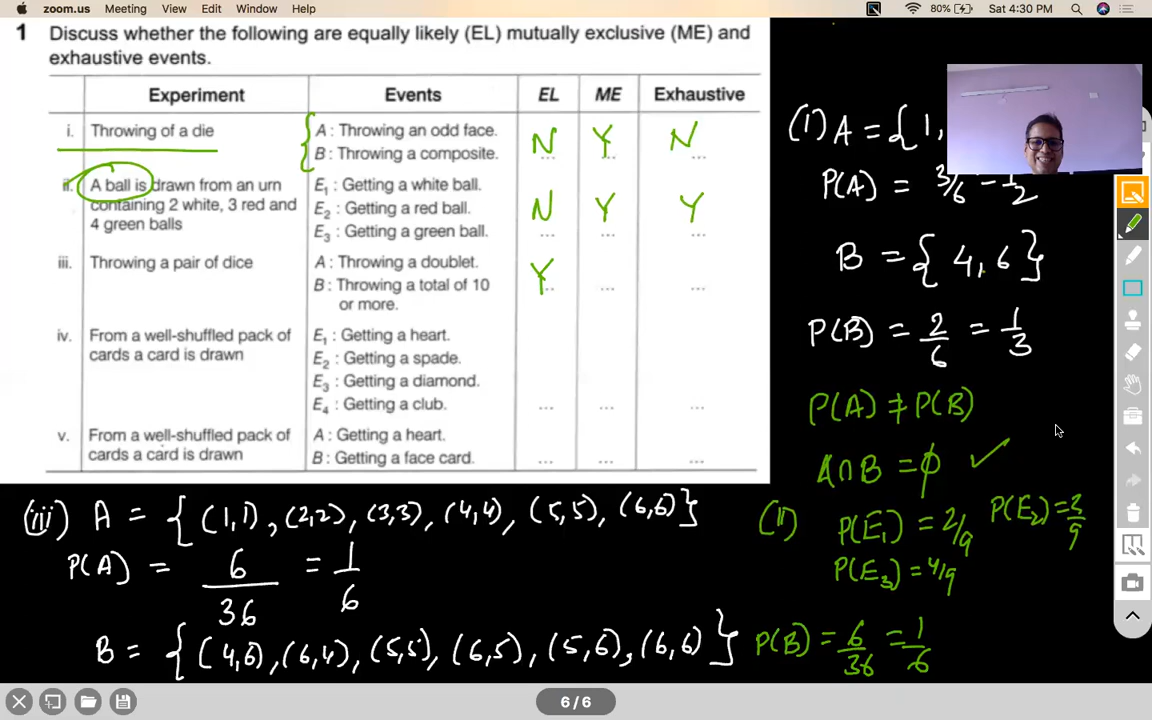 zoom.us Meeting View Edit Window Help 80% Sat 4:30 PM
1 Discuss whether the following are equally likely (EL) mutually exclusive (ME) and
exhaustive events.
Experiment Events EL ME Exhaustive
i. Throwing of a die A : Throwing an odd face.
B : Throwing a composite. N Y N
... ... ...
ii. A ball is drawn from an urn
containing 2 white, 3 red and
4 green balls
E₁ : Getting a white ball.
E₂ : Getting a red ball. N Y Y
E₃ : Getting a green ball. ... ... ...
iii. Throwing a pair of dice A : Throwing a doublet. Y
B : Throwing a total of 10
or more. ... ... ...
iv. From a well-shuffled pack of
cards a card is drawn
E₁ : Getting a heart.
E₂ : Getting a spade.
E₃ : Getting a diamond.
E₄ : Getting a club. ... ... ...
v. From a well-shuffled pack of
cards a card is drawn
A : Getting a heart.
B : Getting a face card. ... ... ...
(i) A = {1,
P(A) = 3/6 - 1/2
B = {4, 6}
P(B) = 2/6 = 1/3
P(A) ≠ P(B)
A∩B = φ ✓
(ii) P(E₁) = 2/9 P(E₂) = 3/9
P(E₃) = 4/9
(iii) A = {(1,1), (2,2), (3,3), (4,4), (5,5), (6,6)}
P(A) = 6/36 = 1/6
B = {(4,6), (6,4), (5,5), (6,5), (5,6), (6,6)}
P(B) = 6/36 = 1/6
6 / 6